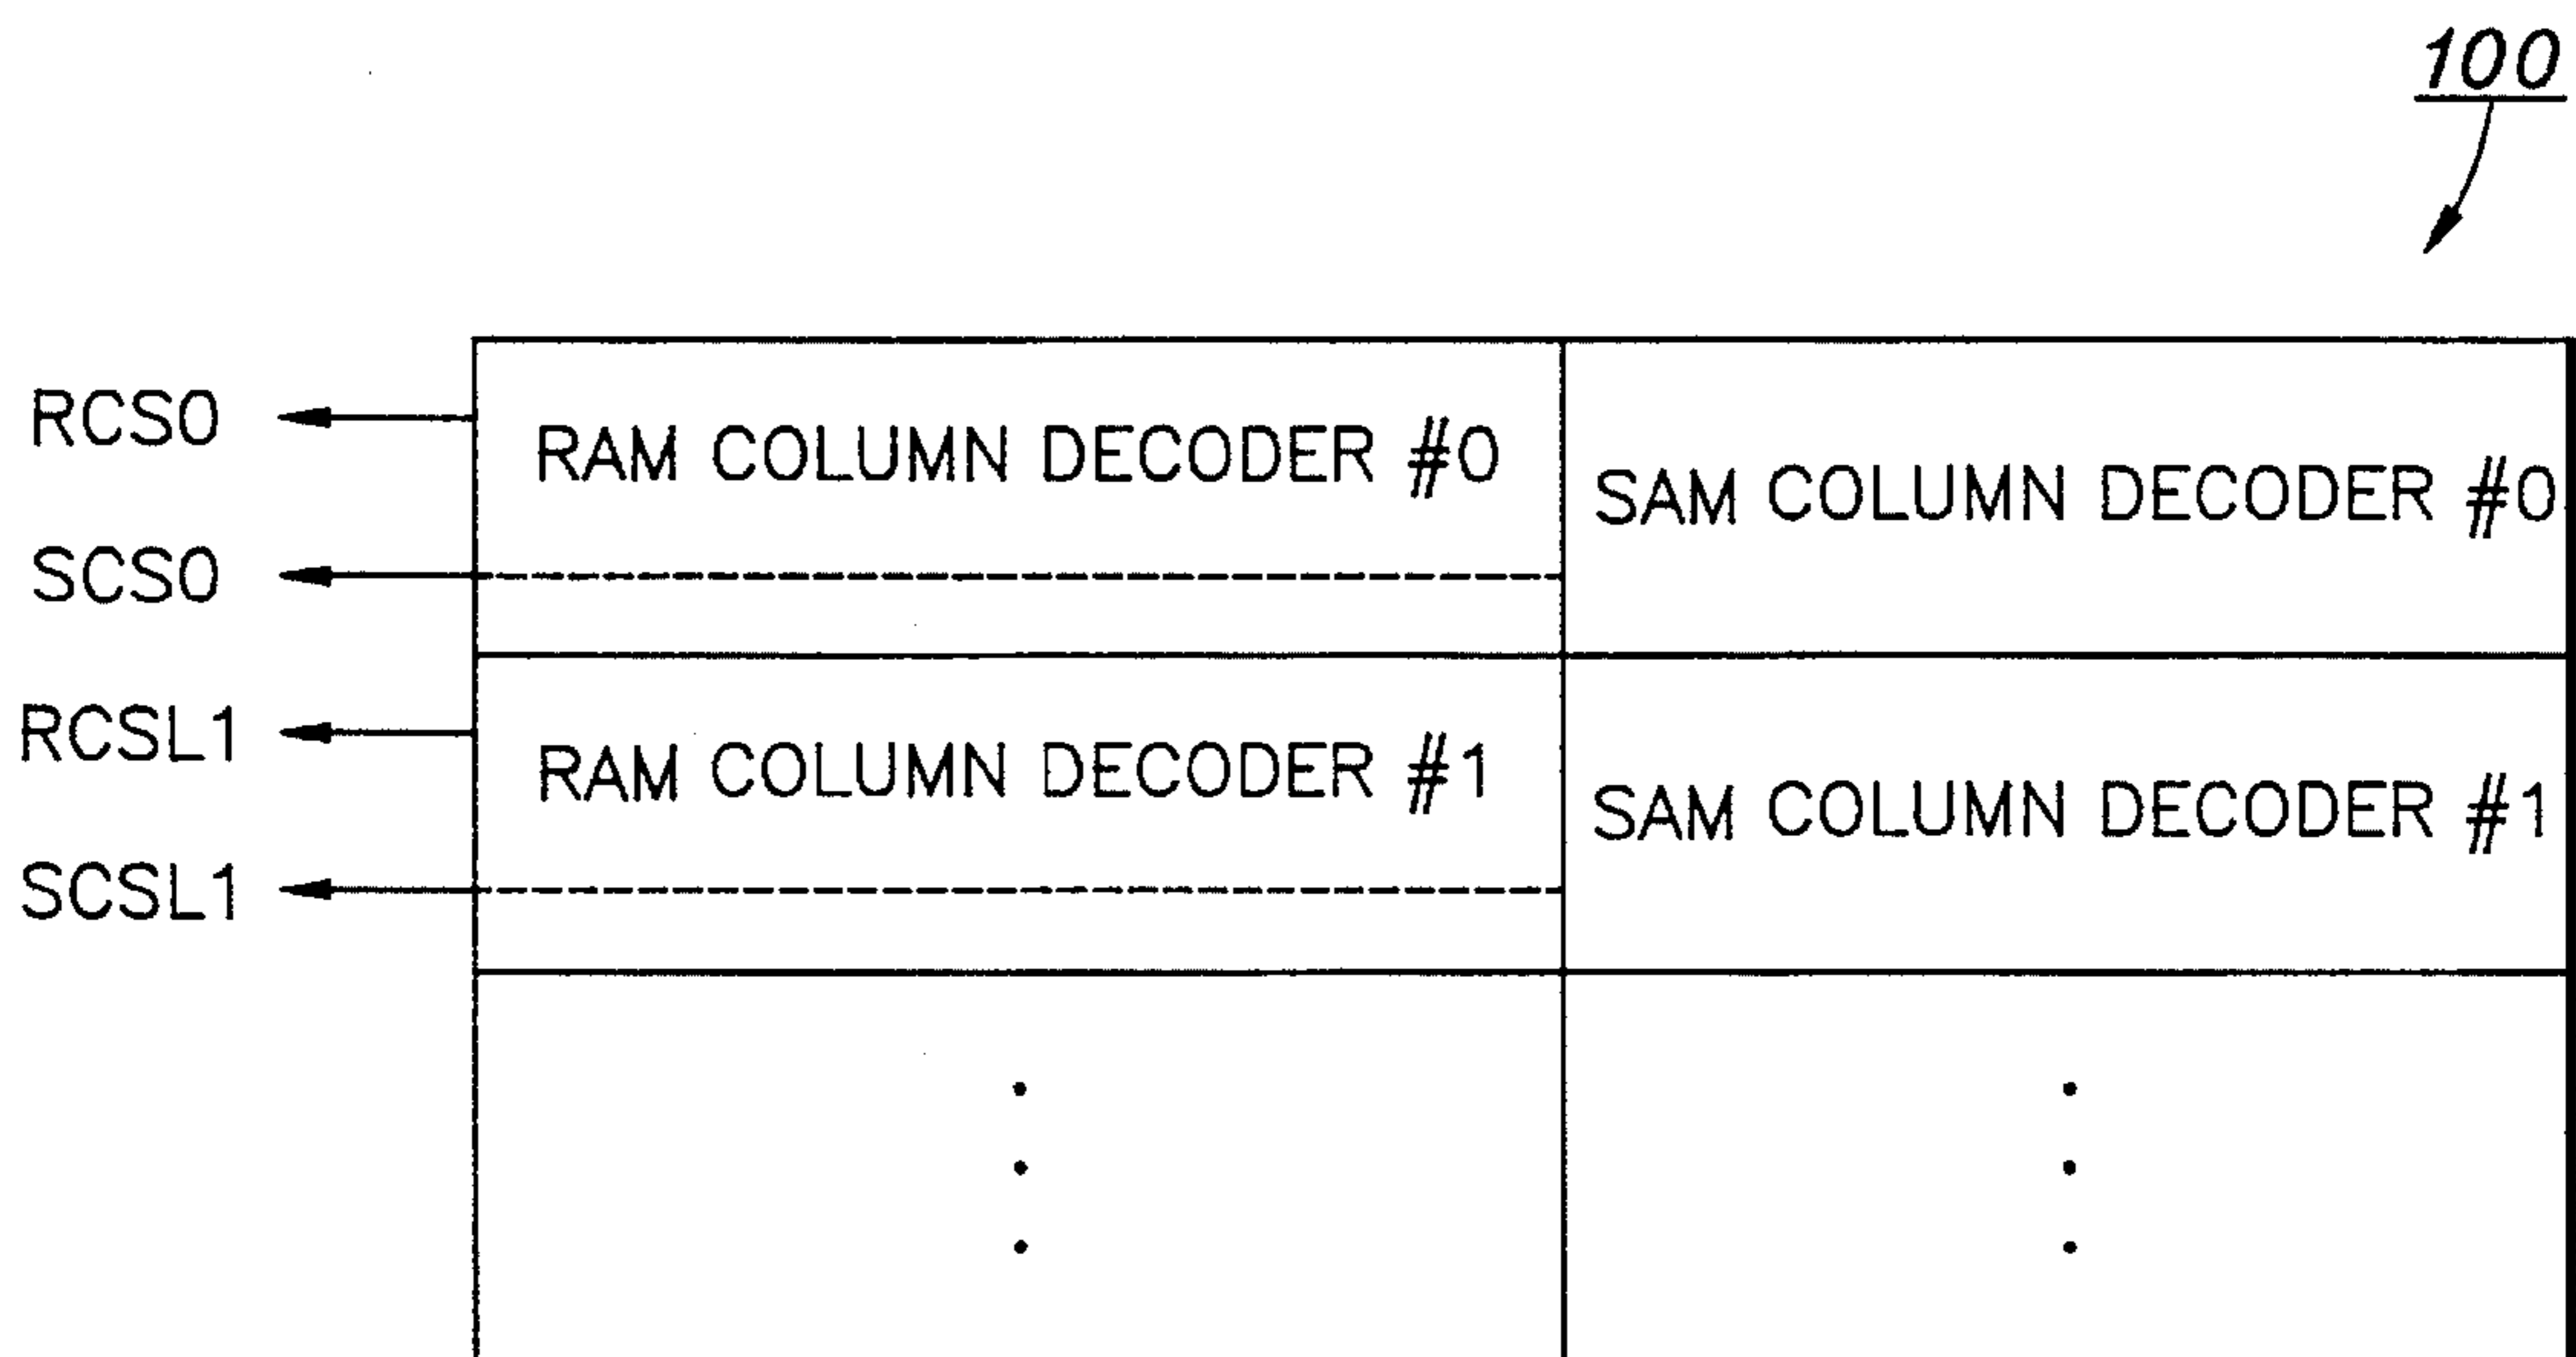 100
RCS0
RAM COLUMN DECODER #0
SAM COLUMN DECODER #0
SCS0
RCSL1
RAM COLUMN DECODER #1
SAM COLUMN DECODER #1
SCSL1